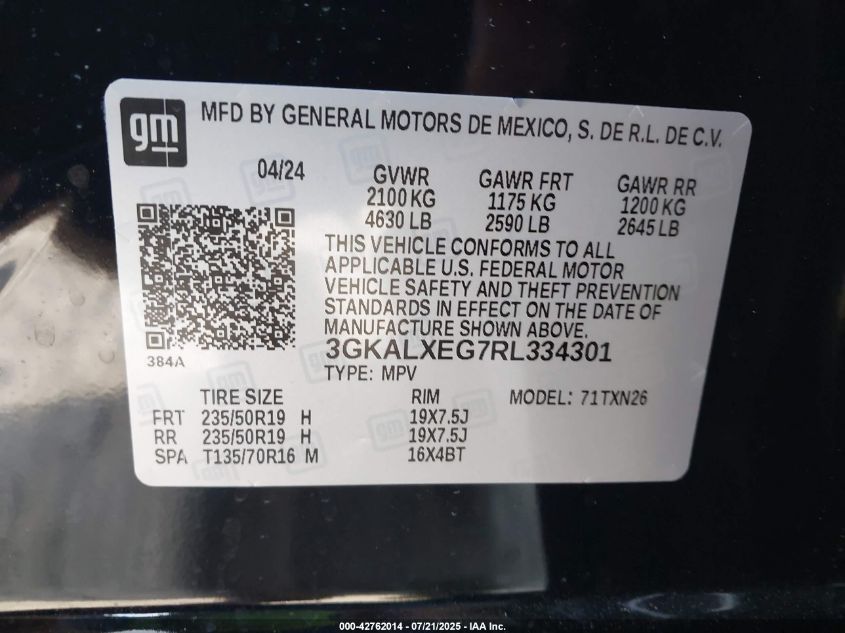 gm
MFD BY GENERAL MOTORS DE MEXICO, S. DE R.L. DE C.V.
04/24
GVWR
2100 KG
4630 LB
GAWR FRT
1175 KG
2590 LB
GAWR RR
1200 KG
2645 LB
THIS VEHICLE CONFORMS TO ALL
APPLICABLE U.S. FEDERAL MOTOR
VEHICLE SAFETY AND THEFT PREVENTION
STANDARDS IN EFFECT ON THE DATE OF
MANUFACTURE SHOWN ABOVE.
384A
3GKALXEG7RL334301
TYPE: MPV
TIRE SIZE RIM MODEL: 71TXN26
FRT 235/50R19 H 19X7.5J
RR 235/50R19 H 19X7.5J
SPA T135/70R16 M 16X4BT
000-42762014 - 07/21/2025 - IAA Inc.